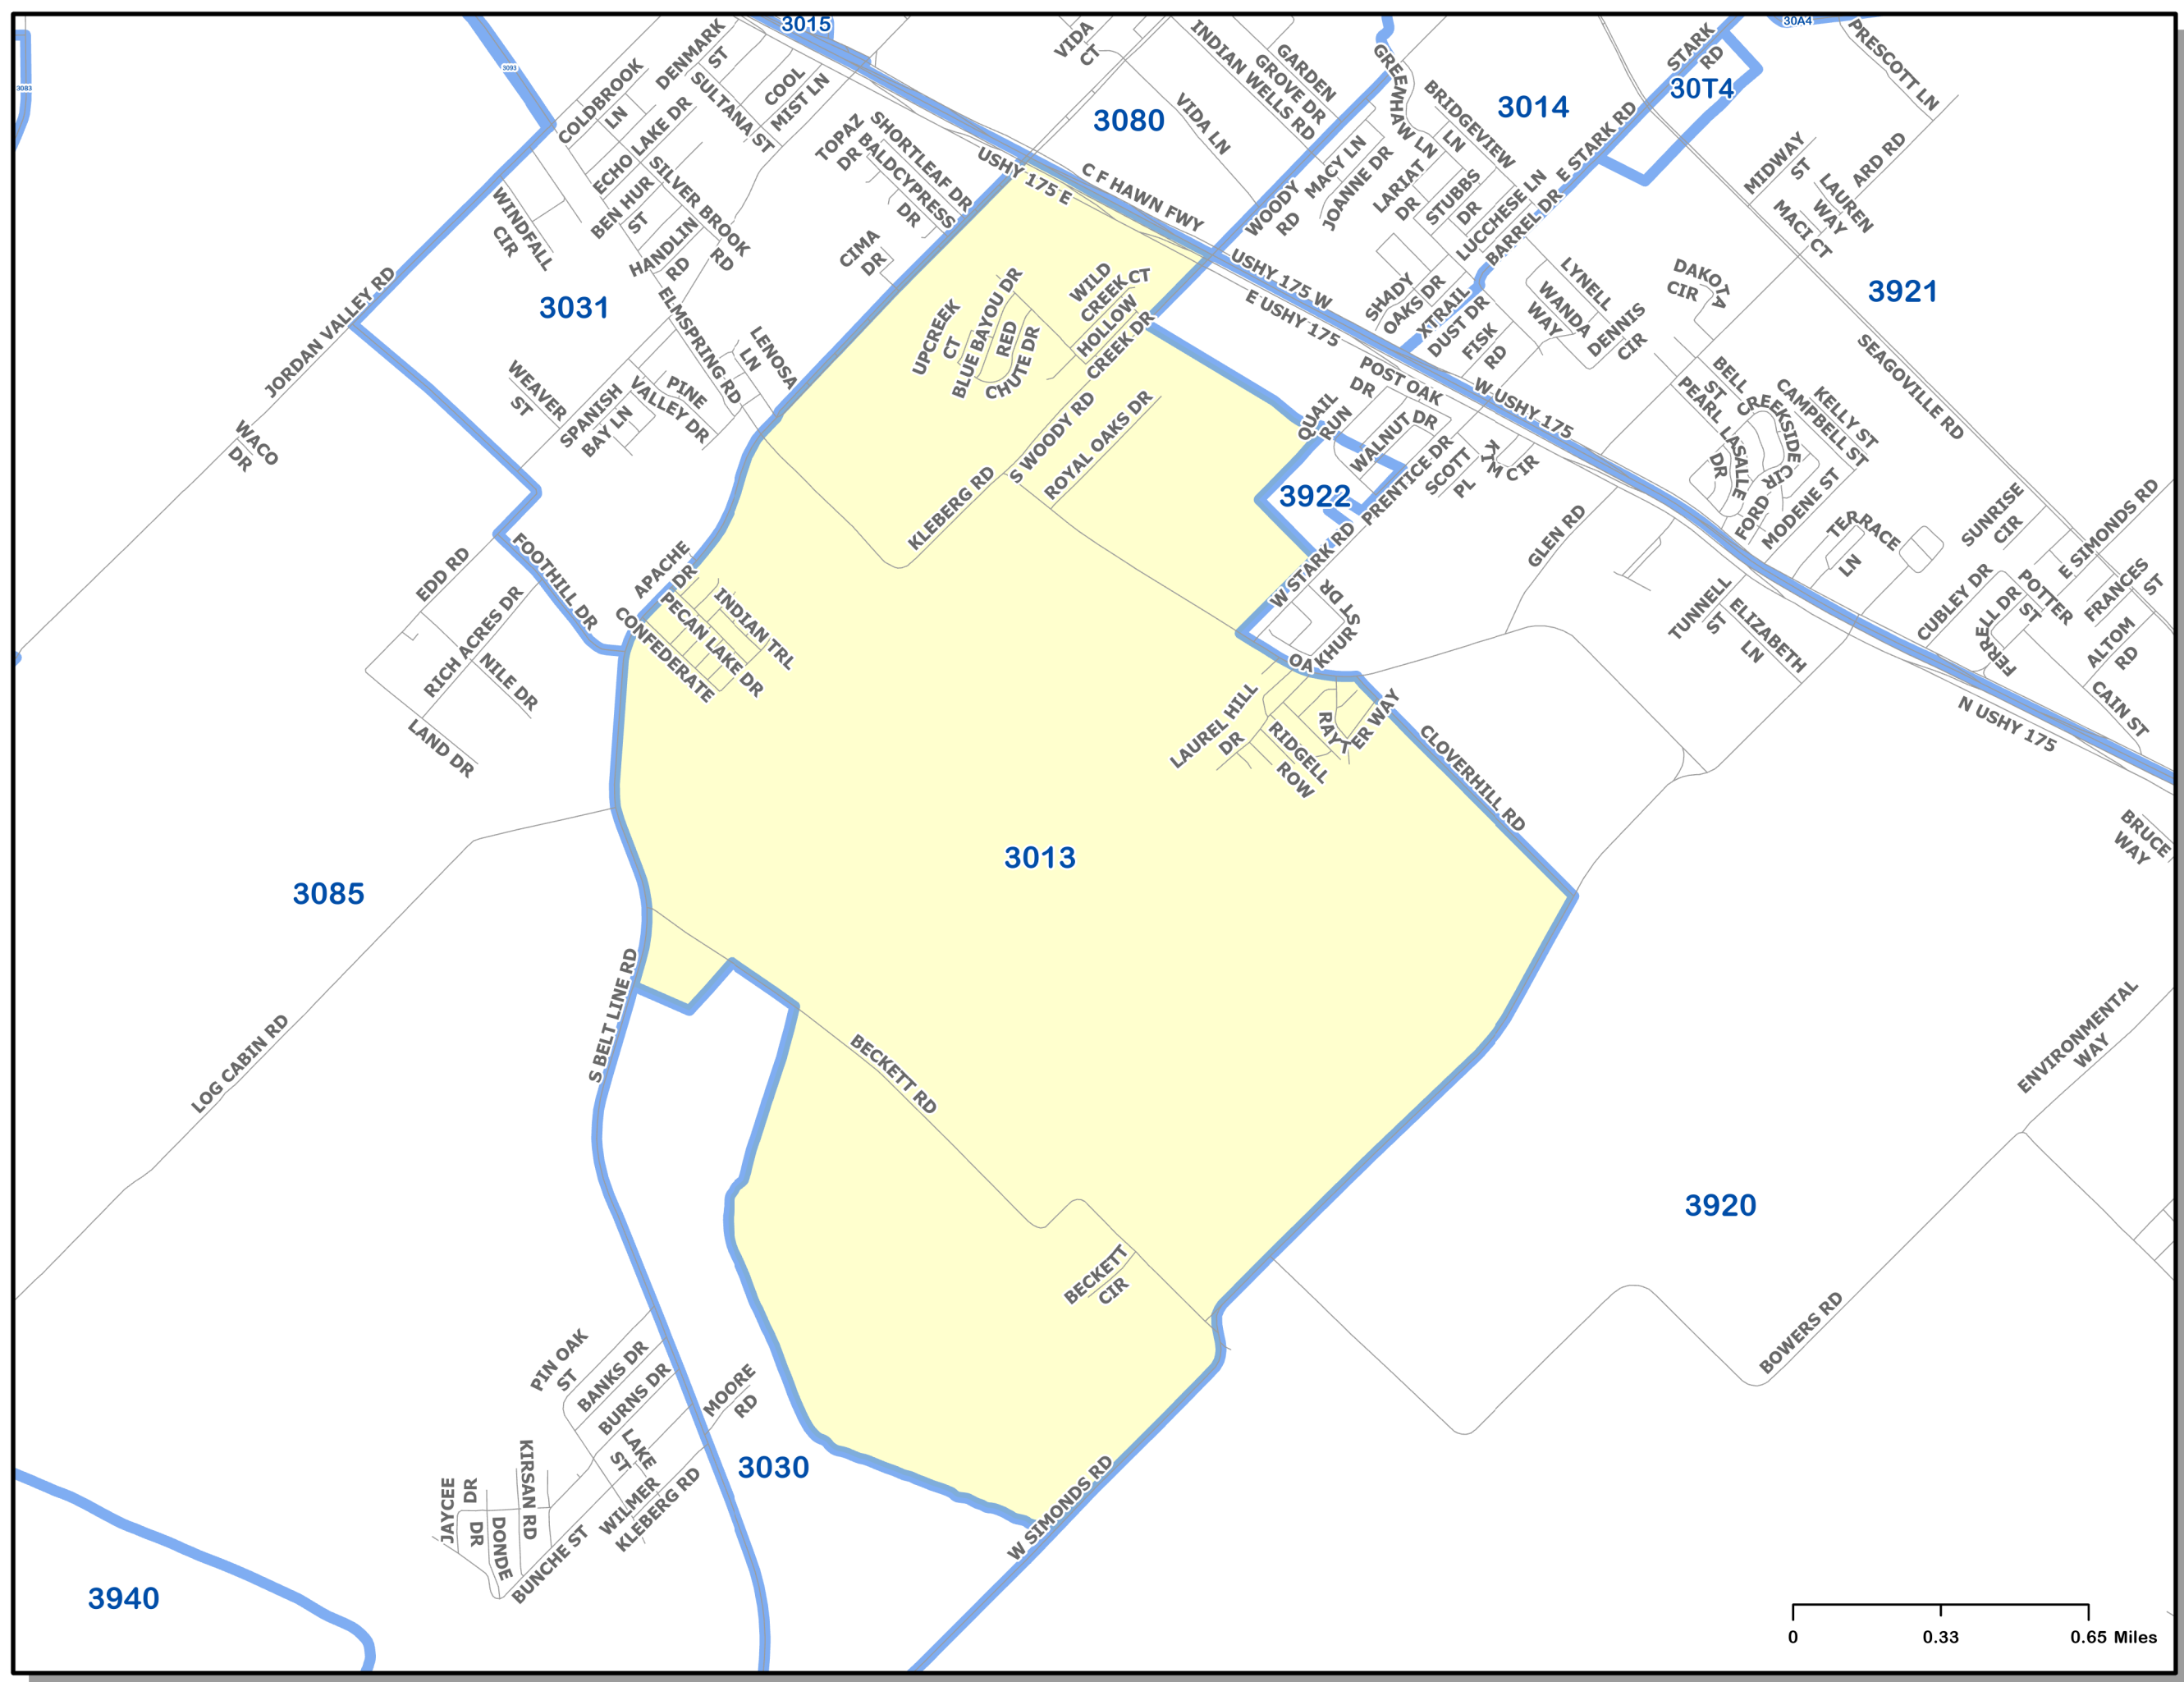 3015
30A4
3093
3083
DENMARK
ST
COLDBROOK
LN
SULTANA ST
COOL
MIST LN
ECHO LAKE DR
SILVER BROOK
RD
BEN HUR
ST
HANDLIN
RD
WINDFALL
CIR
TOPAZ
DR
SHORTLEAF DR
BALDCYPRESS
DR
CIMA
DR
VIDA
CT
3080
VIDA LN
INDIAN WELLS RD
GARDEN
GROVE DR
GREENHAW LN
BRIDGEVIEW
LN
3014
STARK
RD
30T4
PRESCOTT LN
USHY 175 E
C F HAWN FWY
WOODY
RD
MACY LN
JOANNE DR
LARIAT
DR
STUBBS
DR
LUCCHESE LN
BARREL DR
E STARK RD
MIDWAY
ST
ARD RD
LAUREN
WAY
MACI CT
3921
JORDAN VALLEY RD
3031
ELMSPRING RD
LENOSA
LN
UPCREEK
CT
BLUE BAYOU DR
RED
CHUTE DR
WILD
CREEK CT
HOLLOW
CREEK DR
USHY 175 W
E USHY 175
SHADY
OAKS DR
XTRAIL
DUST DR
FISK
RD
LYNELL
WANDA
WAY
DENNIS
CIR
DAKOTA
CIR
SEAGOVILLE RD
WEAVER
ST
SPANISH
BAY LN
PINE
VALLEY DR
WACO
DR
S WOODY RD
ROYAL OAKS DR
KLEBERG RD
QUAIL
RUN
POST OAK
DR
WALNUT DR
3922
PRENTICE DR
SCOTT
PL
KIM CIR
W USHY 175
BELL
ST
PEARL
LASALLE
DR
CREEKSIDE
CIR
CAMPBELL ST
KELLY ST
FORD
MODENE ST
TERRACE
LN
SUNRISE
CIR
E SIMONDS RD
FRANCES
ST
POTTER
ST
CUBLEY DR
FERRELL DR
ALTOM
RD
CAIN ST
GLEN RD
TUNNELL
ST
ELIZABETH
LN
N USHY 175
W STARK RD
OAKHURST DR
EDD RD
FOOTHILL DR
RICH ACRES DR
NILE DR
LAND DR
APACHE
DR
PECAN LAKE DR
INDIAN TRL
CONFEDERATE
LAUREL HILL
DR
RIDGELL
ROW
RAYTER WAY
CLOVERHILL RD
BRUCE
WAY
3013
3085
S BELT LINE RD
LOG CABIN RD
BECKETT RD
BECKETT
CIR
ENVIRONMENTAL
WAY
3920
BOWERS RD
PIN OAK
ST
BANKS DR
BURNS DR
MOORE
RD
LAKE
ST
WILMER
KLEBERG RD
KIRSAN RD
JAYCEE
DR
DONDE
DR
BUNCHE ST
3030
W SIMONDS RD
3940
0 0.33 0.65 Miles